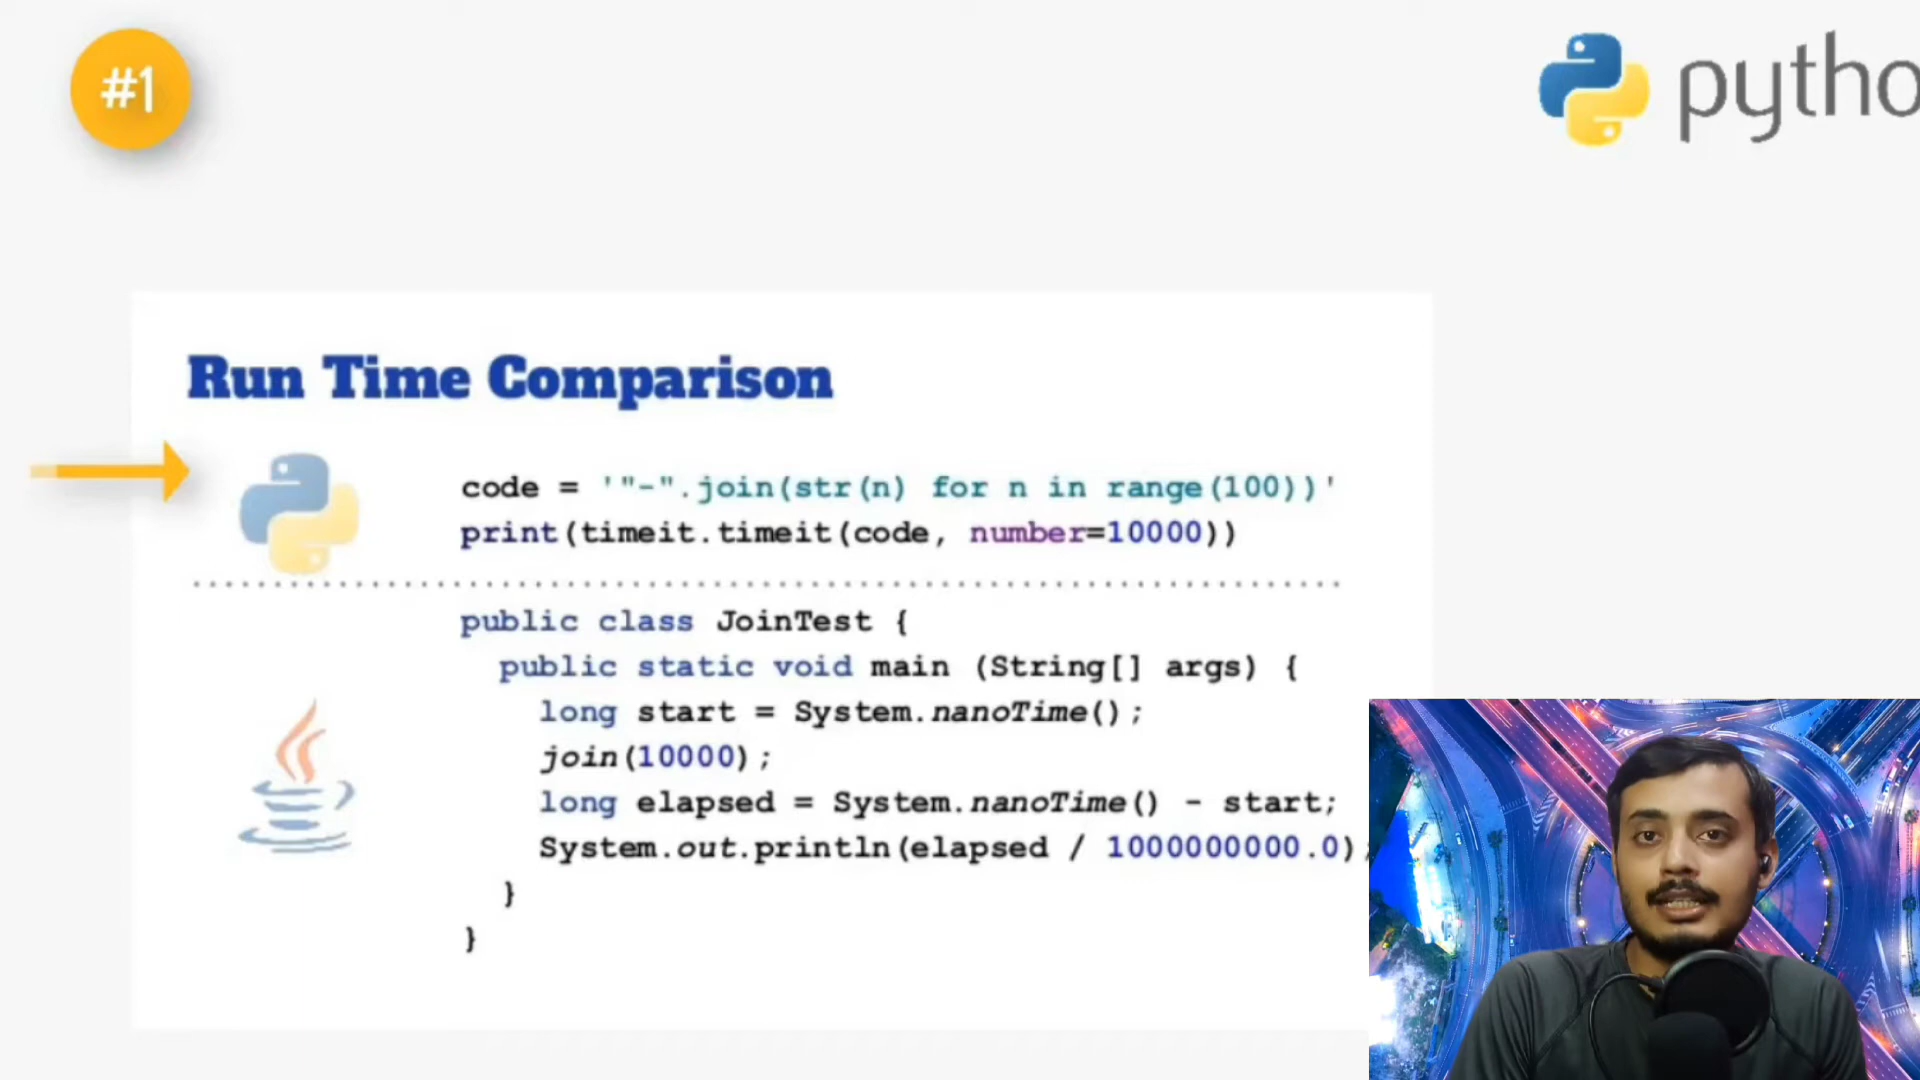 #1
pytho
Run Time Comparison
code = '"-".join(str(n) for n in range(100))'
print(timeit.timeit(code, number=10000))
public class JoinTest {
public static void main (String[] args) {
long start = System.nanoTime();
join(10000);
long elapsed = System.nanoTime() - start;
System.out.println(elapsed / 1000000000.0);
}
}